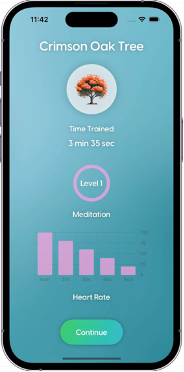 11:42
Crimson Oak Tree
Time Trained
3 min 35 sec
Level 1
Meditation
Heart Rate
Continue